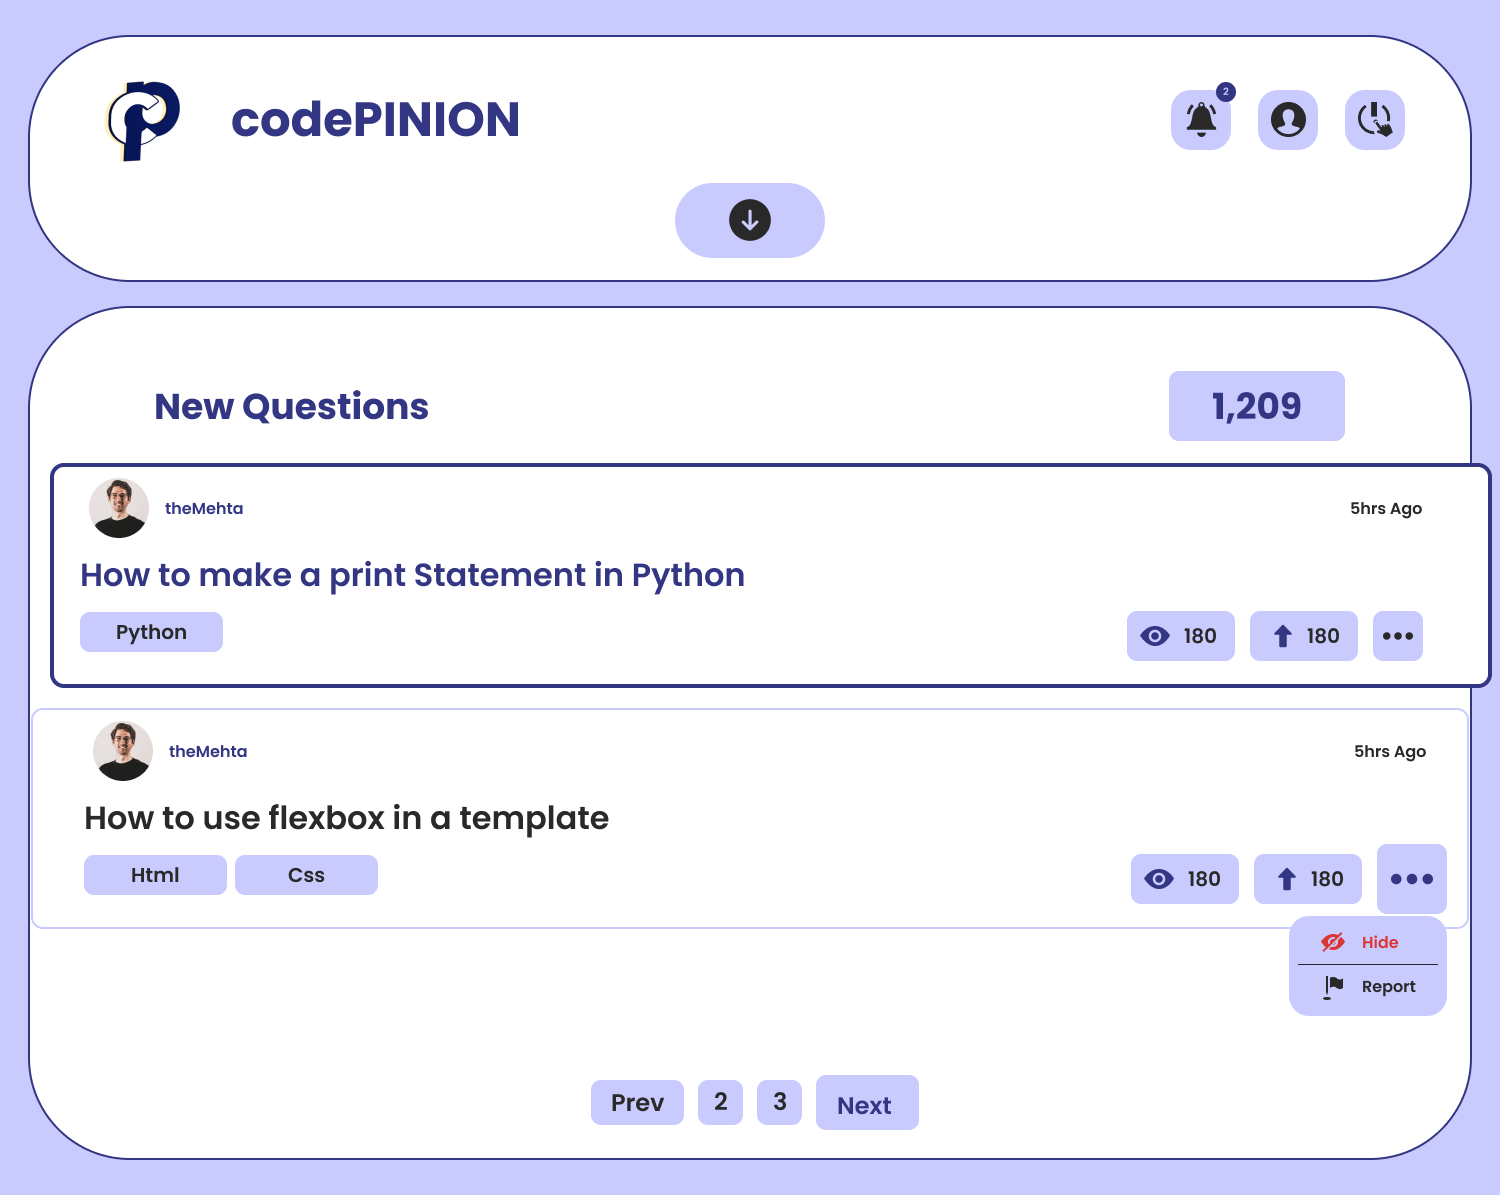 codePINION
2
New Questions
1,209
theMehta
5hrs Ago
How to make a print Statement in Python
Python
180
180
theMehta
5hrs Ago
How to use flexbox in a template
Html
Css
180
180
Hide
Report
Prev
2
3
Next